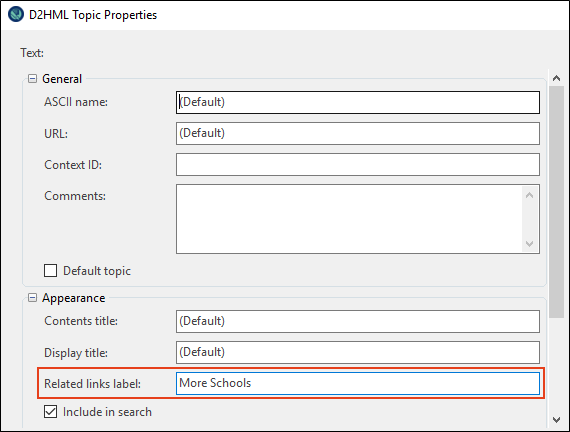 D2HML Topic Properties
Text:
General
ASCII name: (Default)
URL: (Default)
Context ID:
Comments:
Default topic
Appearance
Contents title: (Default)
Display title: (Default)
Related links label: More Schools
Include in search